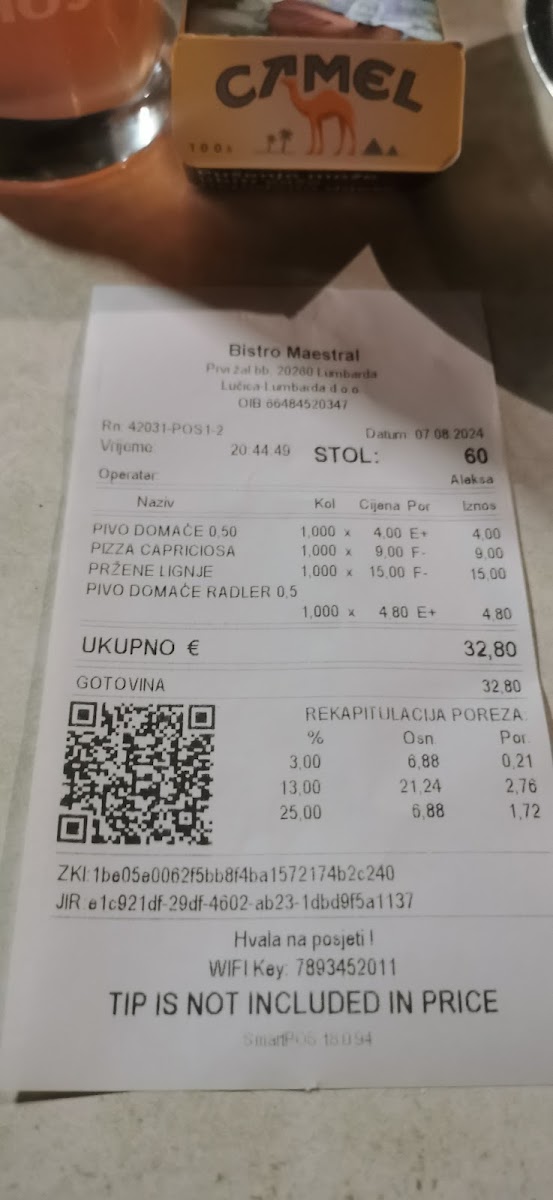 CAMEL
100s
Bistro Maestral
Prvi žal bb, 20260 Lumbarda
Lučica Lumbarda d.o.o.
OIB 66484520347
Rn: 42031-POS1-2 Datum: 07.08.2024
Vrijeme: 20:44:49 STOL: 60
Operater: Aleksa
Naziv Kol Cijena Por Iznos
PIVO DOMAĆE 0,50 1,000 x 4,00 E+ 4,00
PIZZA CAPRICIOSA 1,000 x 9,00 F- 9,00
PRŽENE LIGNJE 1,000 x 15,00 F- 15,00
PIVO DOMAĆE RADLER 0,5
1,000 x 4,80 E+ 4,80
UKUPNO € 32,80
GOTOVINA 32,80
REKAPITULACIJA POREZA:
% Osn. Por.
3,00 6,88 0,21
13,00 21,24 2,76
25,00 6,88 1,72
ZKI:1be05e0062f5bb8f4ba1572174b2c240
JIR:e1c921df-29df-4602-ab23-1dbd9f5a1137
Hvala na posjeti !
WIFI Key: 7893452011
TIP IS NOT INCLUDED IN PRICE
SmartPOS 18.0.94